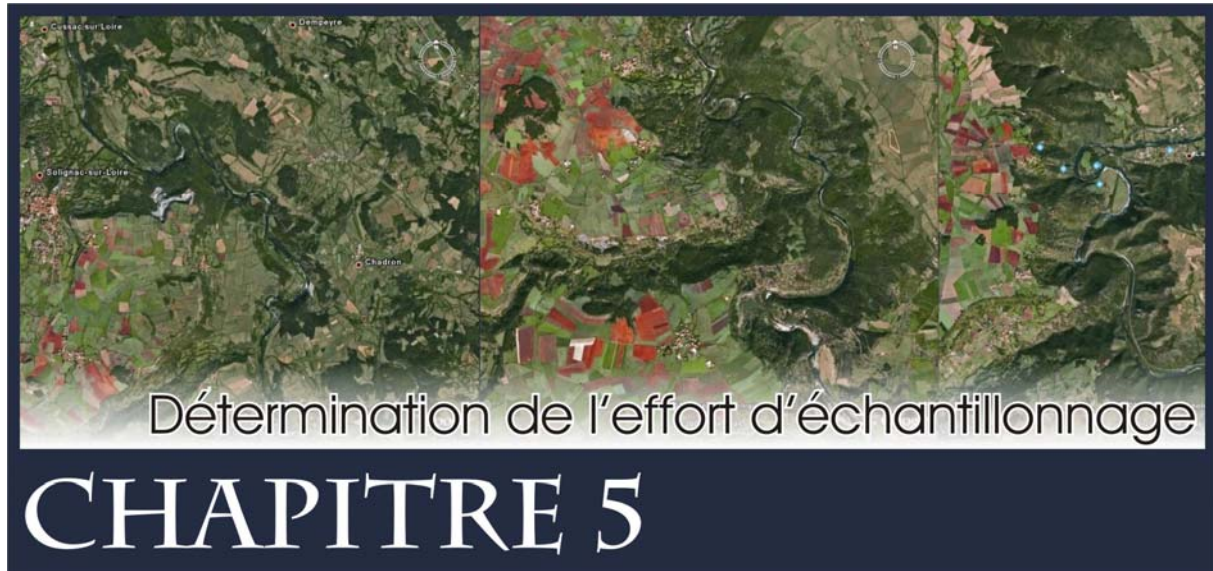 Cussac sur Loire
Dempeyre
Solignac-sur-Loire
Chadron
Détermination de l'effort d'échantillonnage
CHAPITRE 5